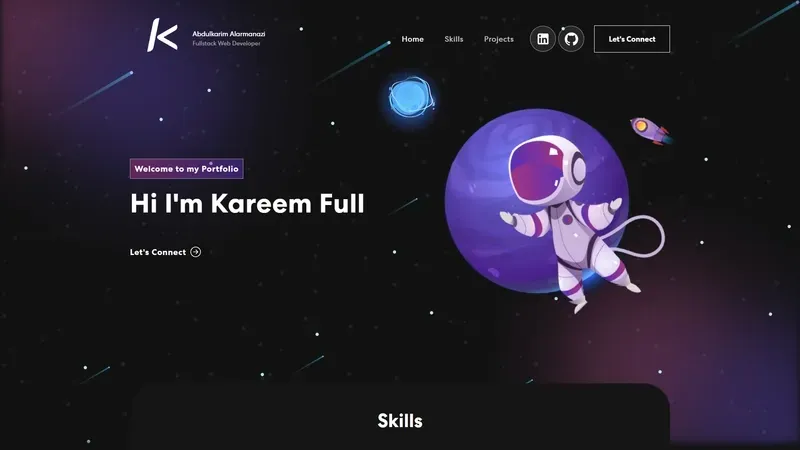 Abdulkarim Alarmanazi
Fullstack Web Developer
Home
Skills
Projects
Let's Connect
Welcome to my Portfolio
Hi I'm Kareem Full
Let's Connect
Skills